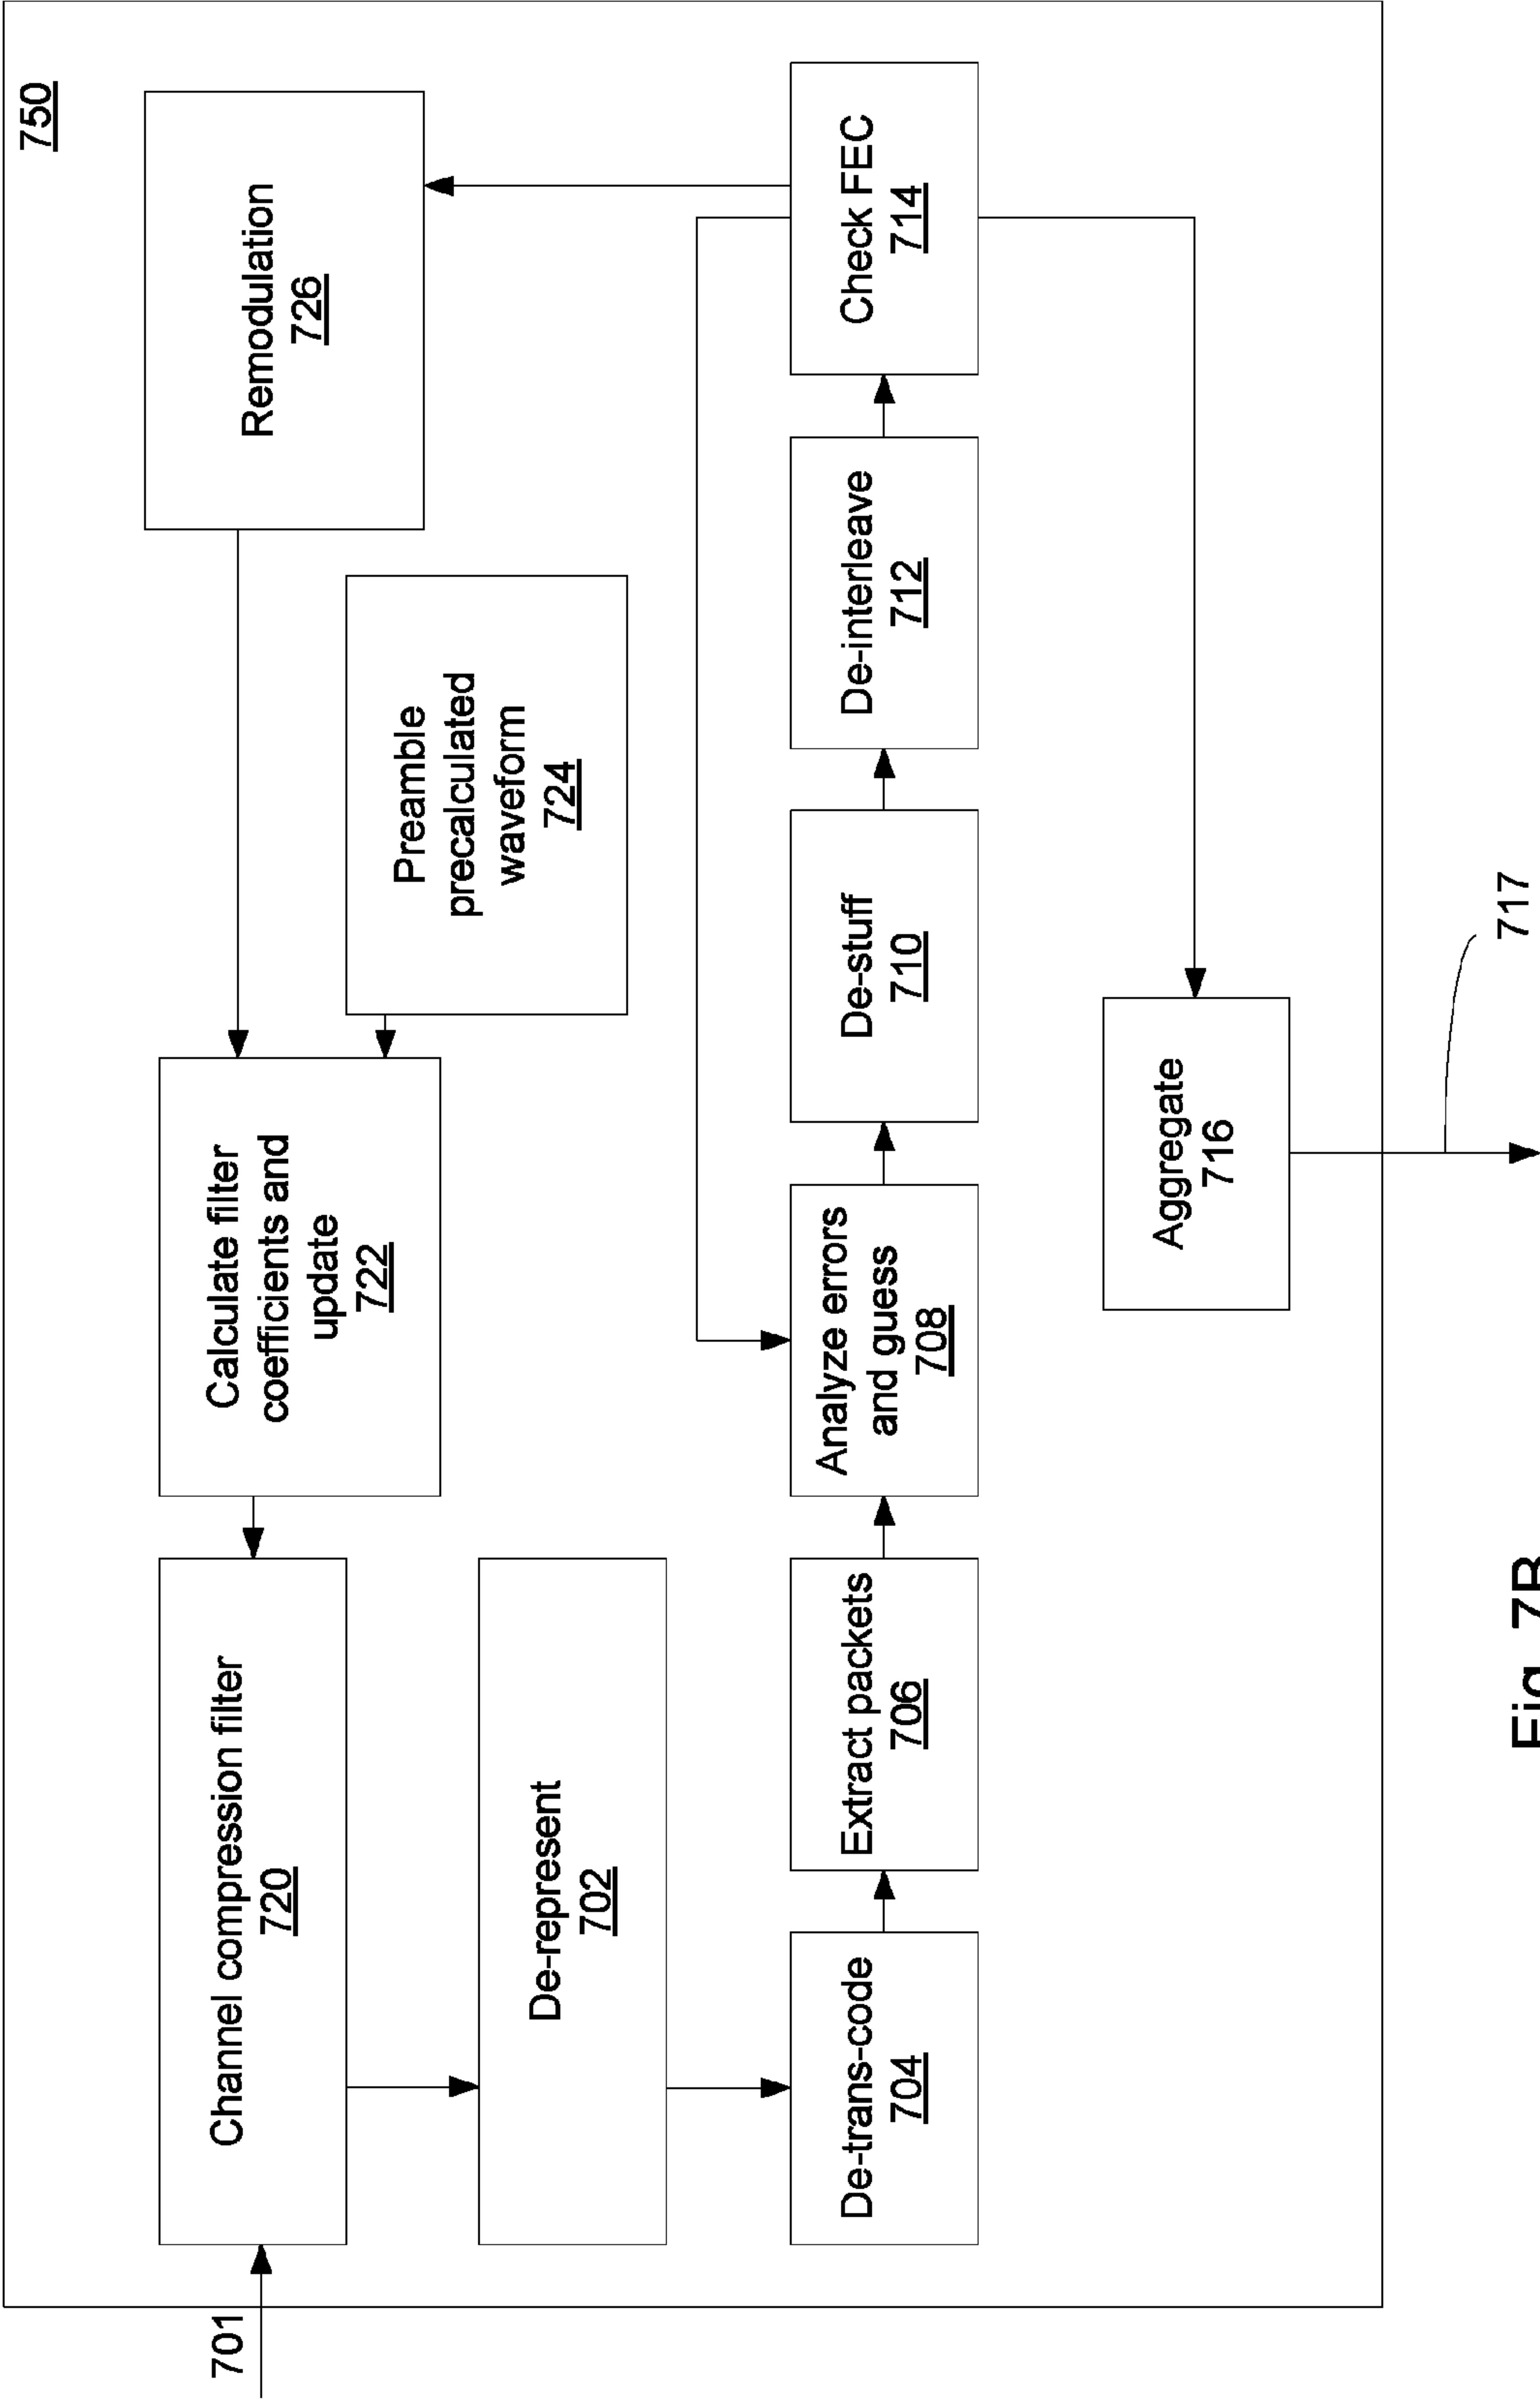 750
701
Channel compression filter
720
Calculate filter
coefficients and
update
722
Remodulation
726
Preamble
precalculated
waveform
724
De-represent
702
De-trans-code
704
Extract packets
706
Analyze errors
and guess
708
De-stuff
710
De-interleave
712
Check FEC
714
Aggregate
716
717
Fig. 7B